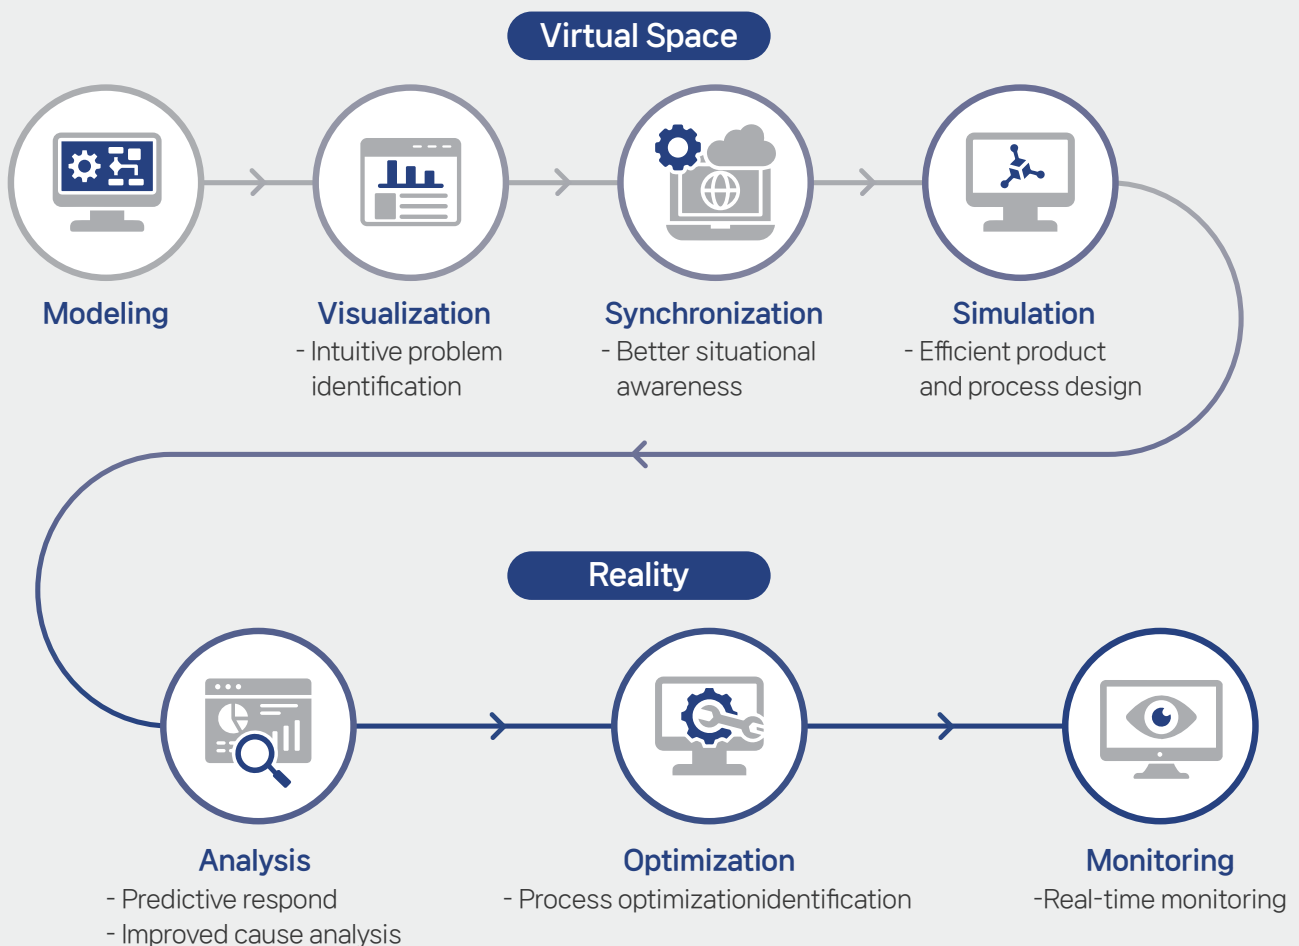 Virtual Space
Modeling
Visualization
- Intuitive problem
identification
Synchronization
- Better situational
awareness
Simulation
- Efficient product
and process design
Reality
Analysis
- Predictive respond
- Improved cause analysis
Optimization
- Process optimizationidentification
Monitoring
-Real-time monitoring